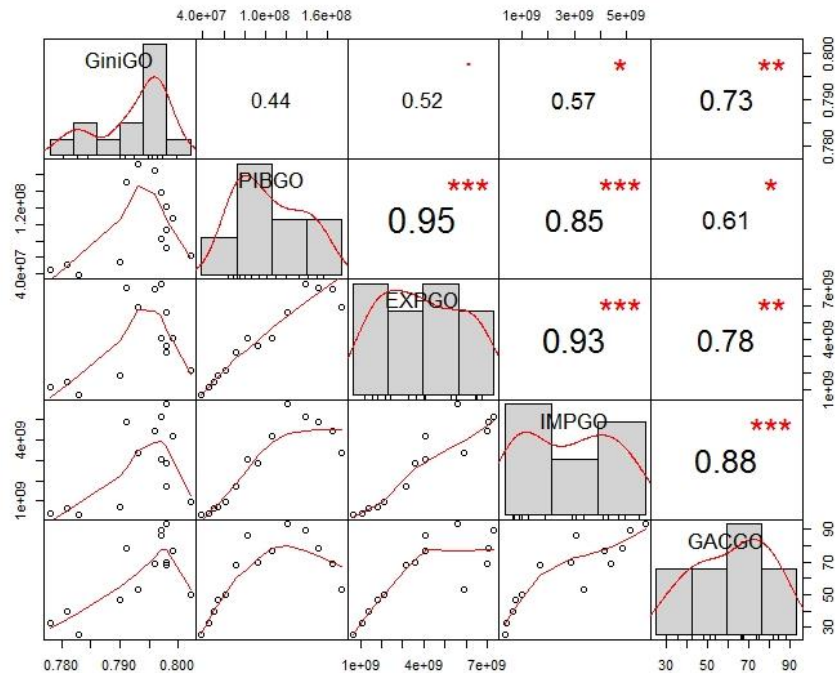 4.0e+07 1.0e+08 1.6e+08 1e+09 3e+09 5e+09
GiniGO 0.44 0.52 . 0.57 * 0.73 ** 0.780 0.790 0.800
4.0e+07 1.2e+08 PIBGO 0.95 *** 0.85 *** 0.61 *
EXPGO 0.93 *** 0.78 ** 1e+09 4e+09 7e+09
1e+09 4e+09 IMPGO 0.88 ***
GACGO 30 50 70 90
0.780 0.790 0.800 1e+09 4e+09 7e+09 30 50 70 90